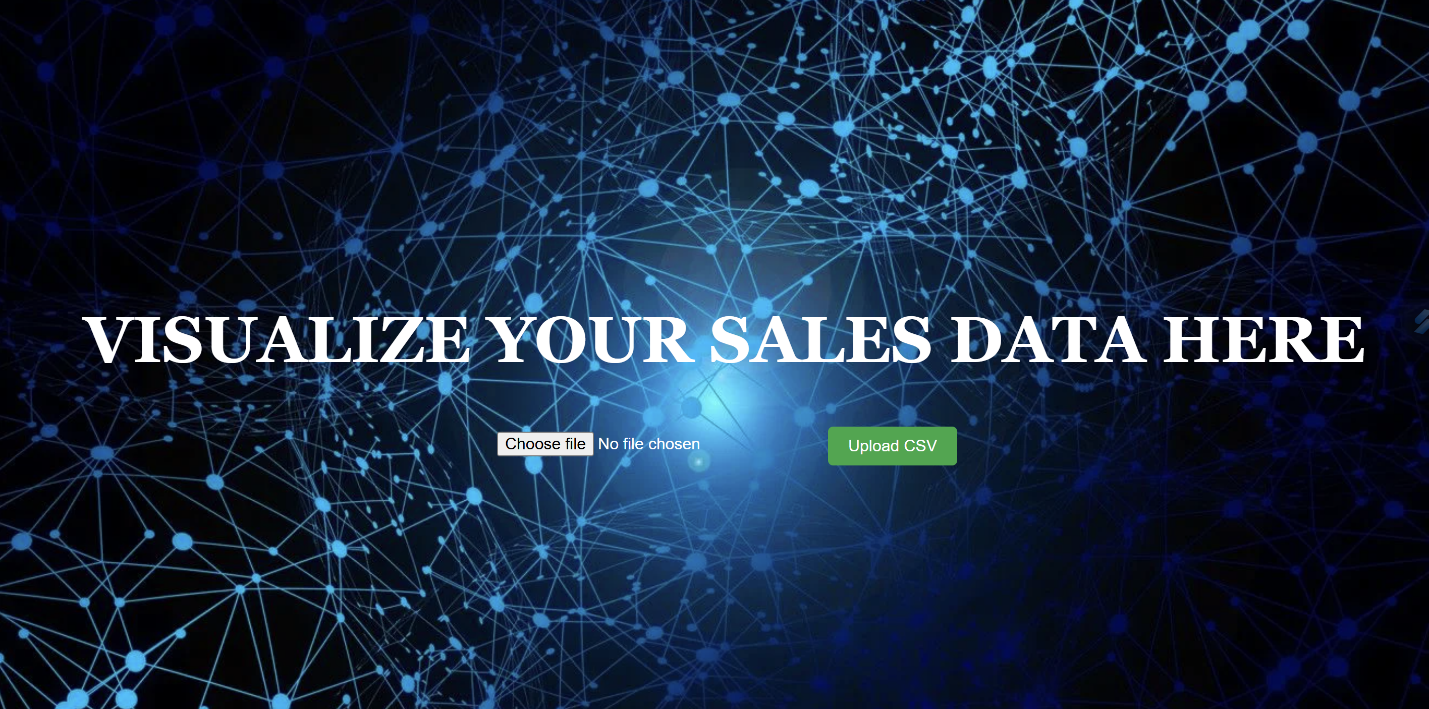 VISUALIZE YOUR SALES DATA HERE
Choose file No file chosen Upload CSV